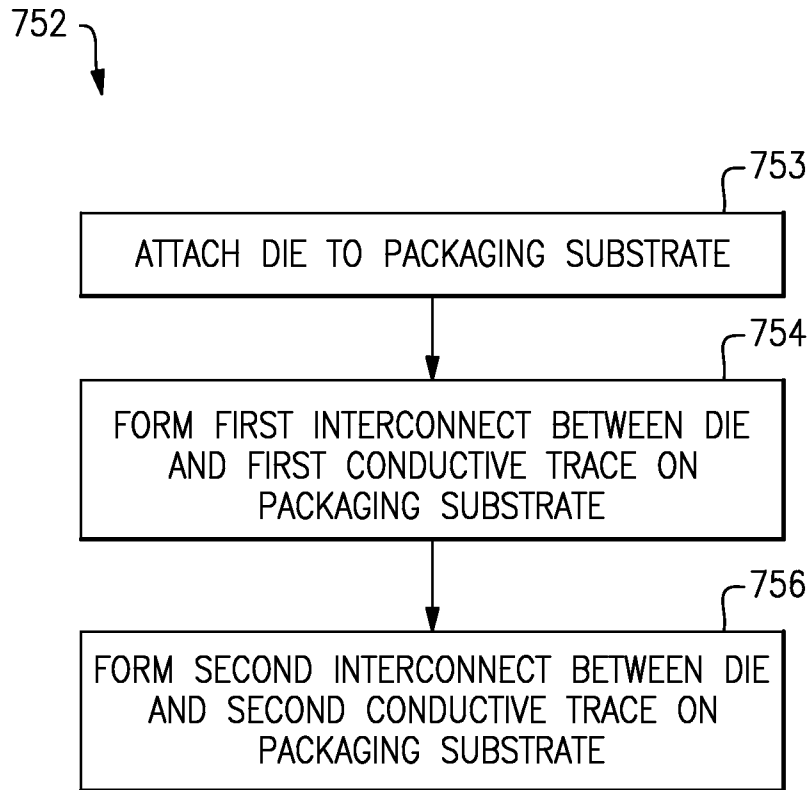 752
753
ATTACH DIE TO PACKAGING SUBSTRATE
754
FORM FIRST INTERCONNECT BETWEEN DIE
AND FIRST CONDUCTIVE TRACE ON
PACKAGING SUBSTRATE
756
FORM SECOND INTERCONNECT BETWEEN DIE
AND SECOND CONDUCTIVE TRACE ON
PACKAGING SUBSTRATE